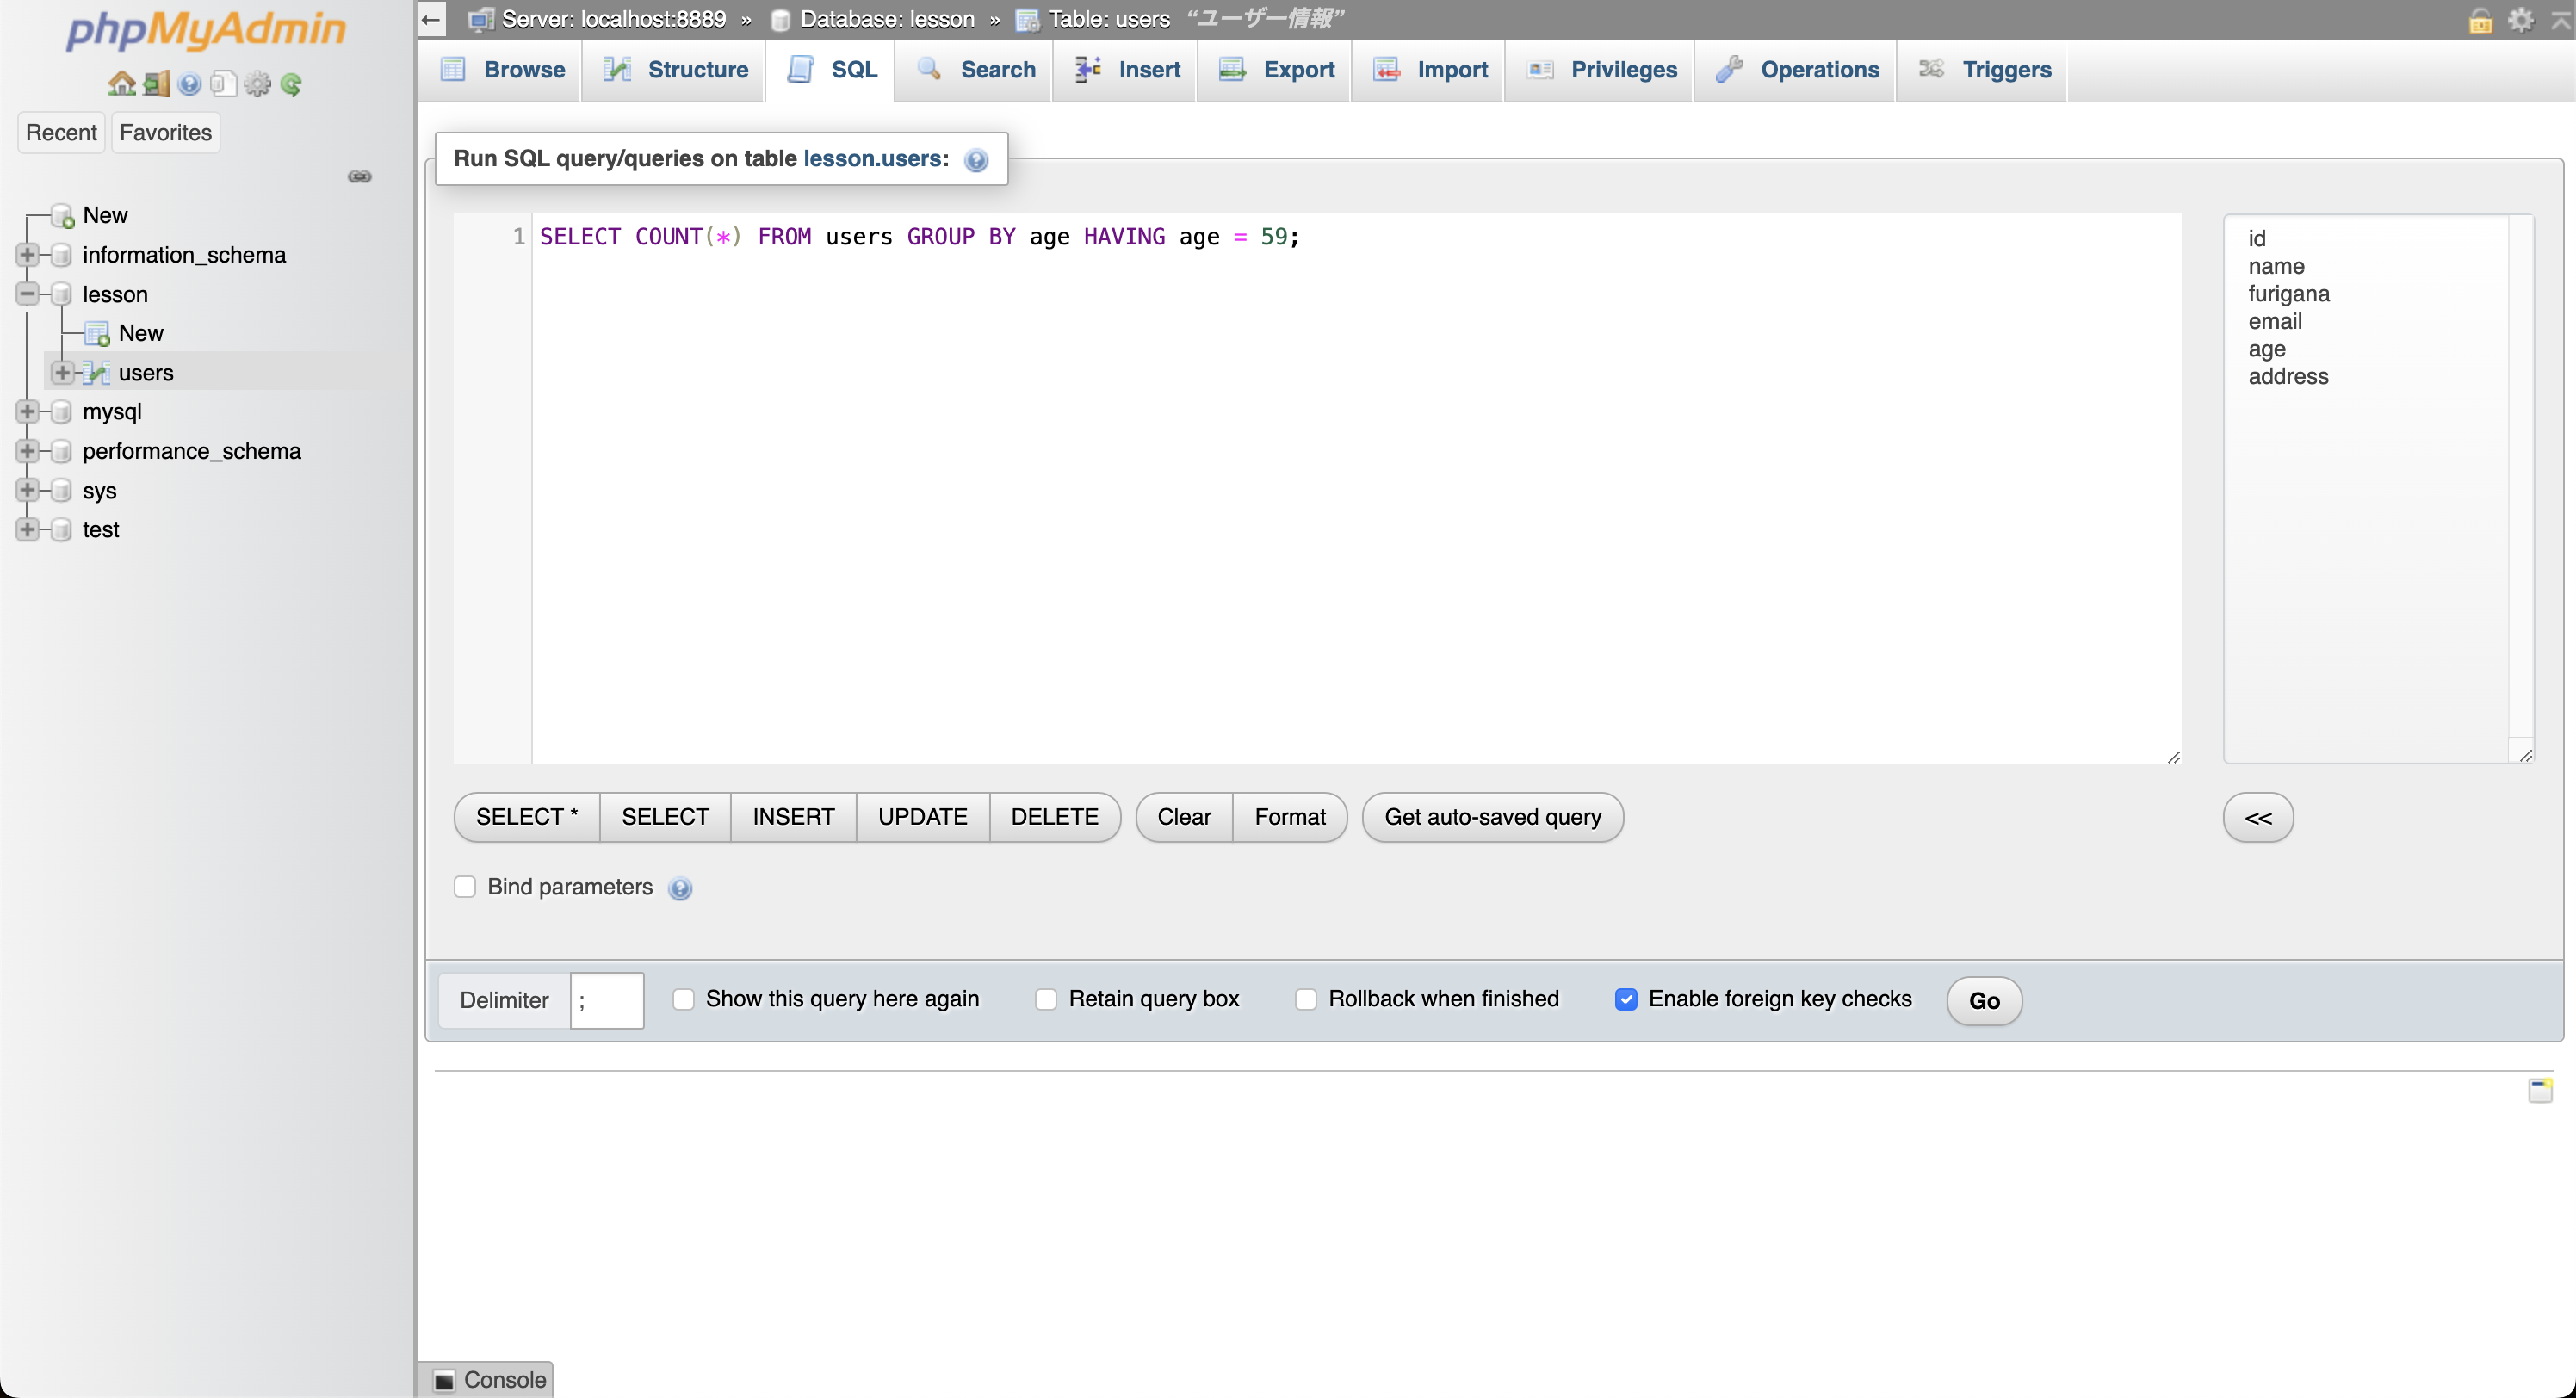 phpMyAdmin
Recent Favorites
New
information_schema
lesson
New
users
mysql
performance_schema
sys
test
Server: localhost:8889 » Database: lesson » Table: users “ユーザー情報”
Browse Structure SQL Search Insert Export Import Privileges Operations Triggers
Run SQL query/queries on table lesson.users:
1 SELECT COUNT(*) FROM users GROUP BY age HAVING age = 59;
id
name
furigana
email
age
address
SELECT * SELECT INSERT UPDATE DELETE Clear Format Get auto-saved query <<
Bind parameters
Delimiter ; Show this query here again Retain query box Rollback when finished Enable foreign key checks Go
Console